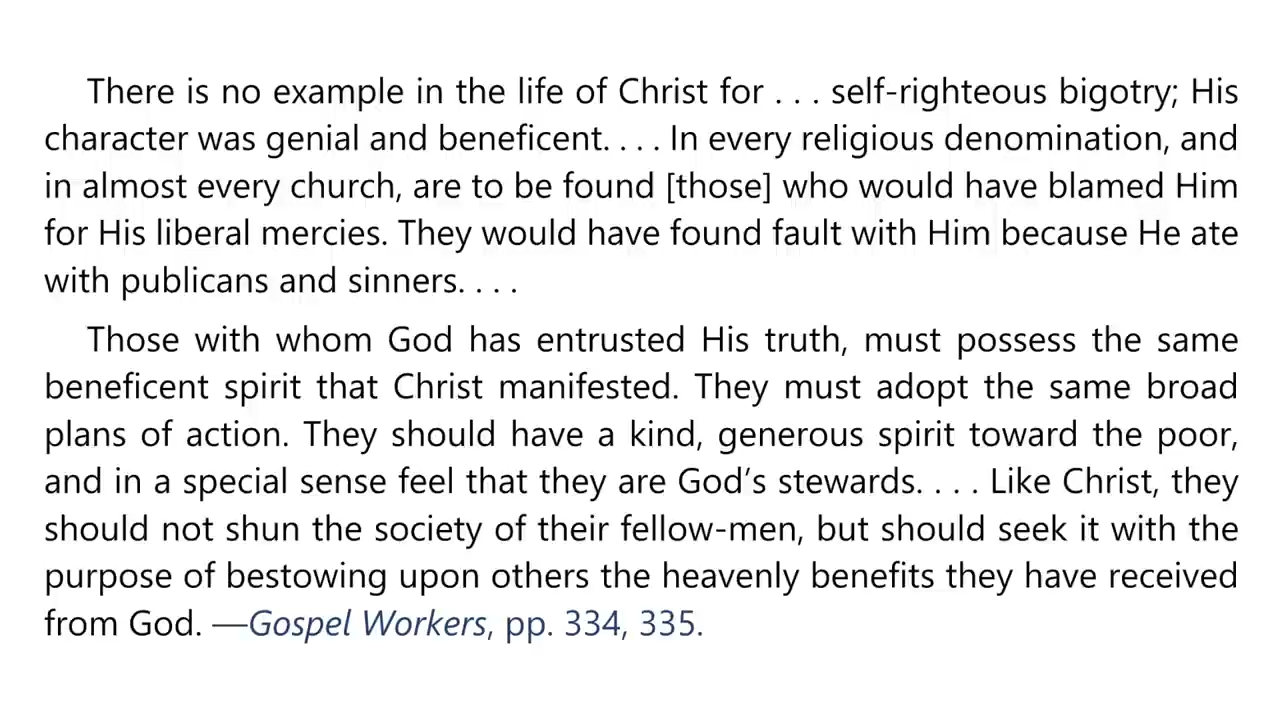 There is no example in the life of Christ for . . . self-righteous bigotry; His
character was genial and beneficent. . . . In every religious denomination, and
in almost every church, are to be found [those] who would have blamed Him
for His liberal mercies. They would have found fault with Him because He ate
with publicans and sinners. . . .
Those with whom God has entrusted His truth, must possess the same
beneficent spirit that Christ manifested. They must adopt the same broad
plans of action. They should have a kind, generous spirit toward the poor,
and in a special sense feel that they are God’s stewards. . . . Like Christ, they
should not shun the society of their fellow-men, but should seek it with the
purpose of bestowing upon others the heavenly benefits they have received
from God. —Gospel Workers, pp. 334, 335.